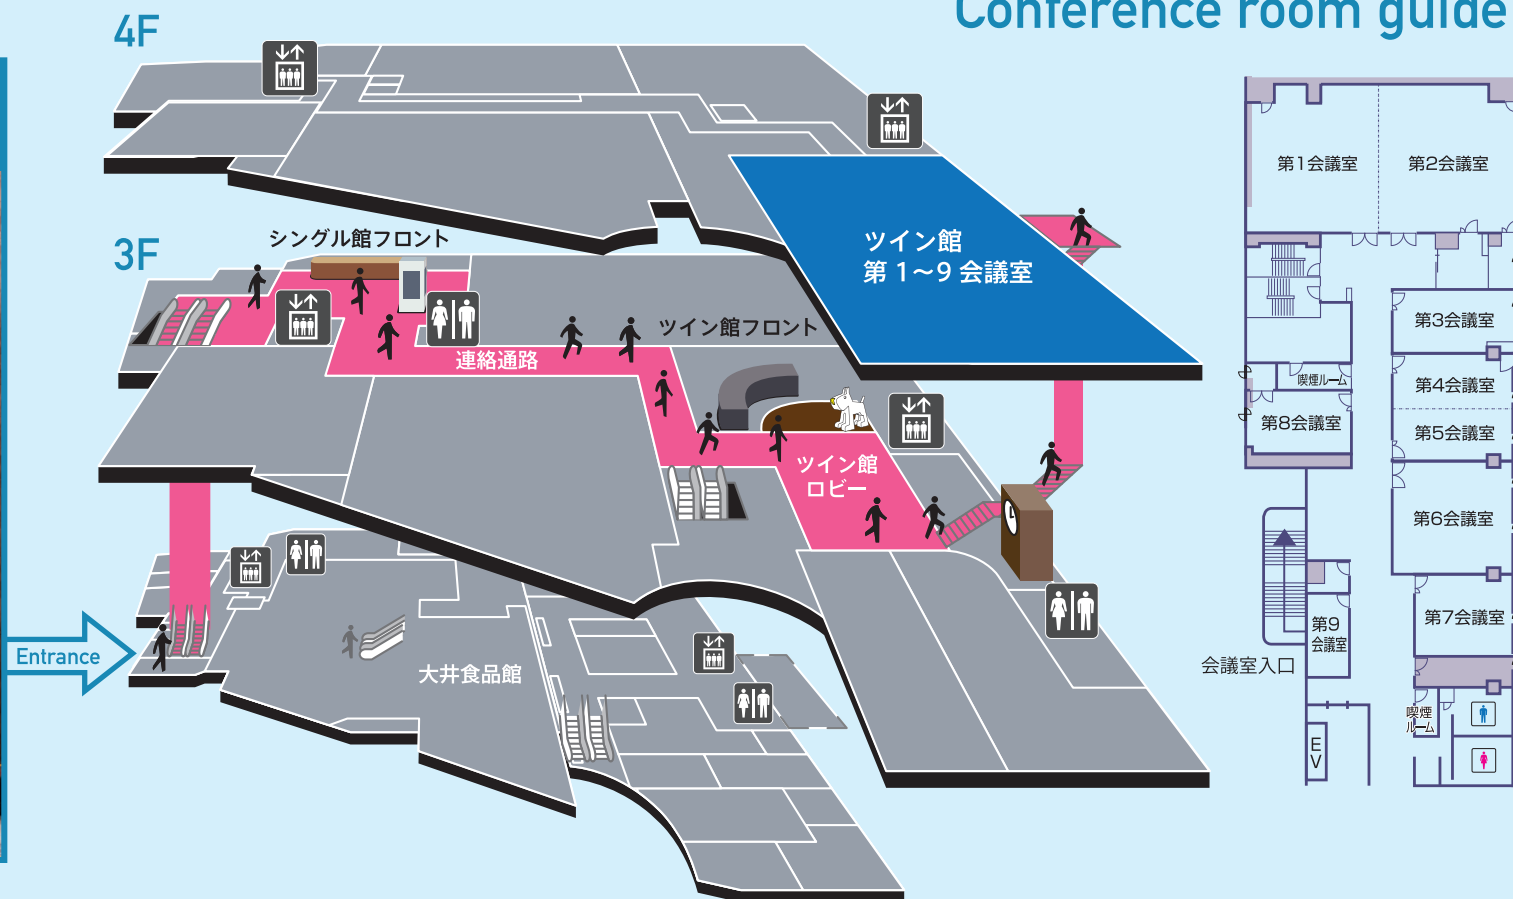 Conference room guide
4F
3F
シングル館フロント
ツイン館
第1～9会議室
ツイン館フロント
連絡通路
ツイン館
ロビー
大井食品館
Entrance
第1会議室
第2会議室
第3会議室
喫煙ルーム
第4会議室
第8会議室
第5会議室
第6会議室
第9
会議室
第7会議室
会議室入口
喫煙
ルーム
E
V